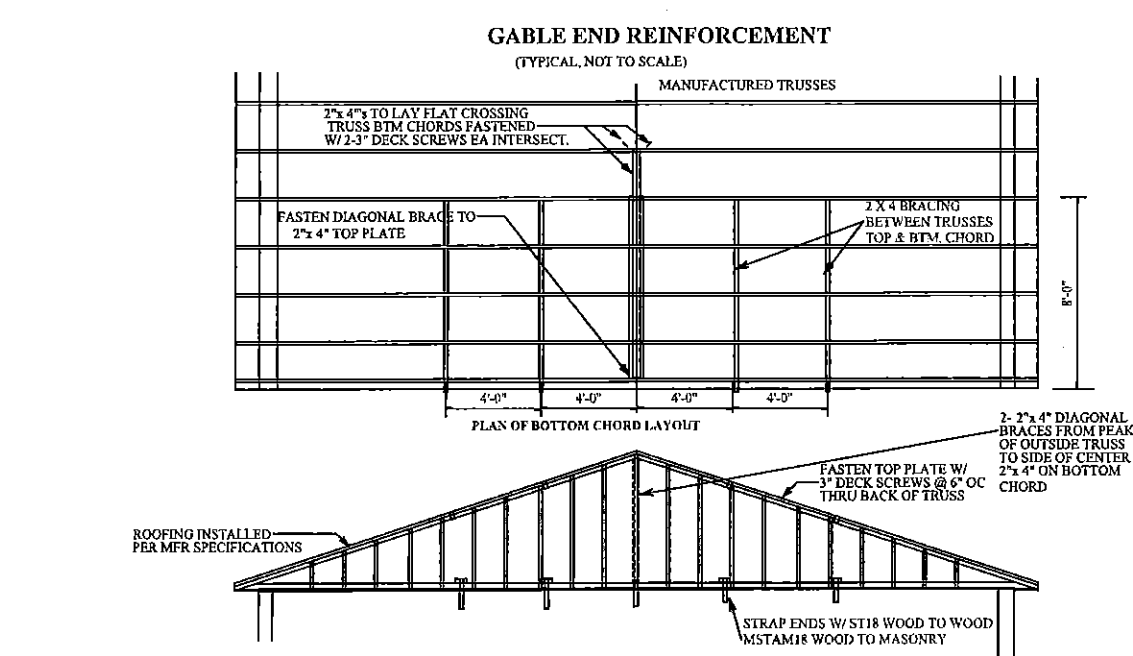 GABLE END REINFORCEMENT
(TYPICAL, NOT TO SCALE)
MANUFACTURED TRUSSES
2"x 4"'s TO LAY FLAT CROSSING
TRUSS BTM CHORDS FASTENED
W/ 2-3" DECK SCREWS EA INTERSECT.
FASTEN DIAGONAL BRACE TO
2"x 4" TOP PLATE
2 X 4 BRACING
BETWEEN TRUSSES
TOP & BTM. CHORD
8'-0"
4'-0" 4'-0" 4'-0" 4'-0"
PLAN OF BOTTOM CHORD LAYOUT
2- 2"x 4" DIAGONAL
BRACES FROM PEAK
OF OUTSIDE TRUSS
TO SIDE OF CENTER
2"x 4" ON BOTTOM
CHORD
FASTEN TOP PLATE W/
3" DECK SCREWS @ 6" OC
THRU BACK OF TRUSS
ROOFING INSTALLED
PER MFR SPECIFICATIONS
STRAP ENDS W/ ST18 WOOD TO WOOD
MSTAM18 WOOD TO MASONRY